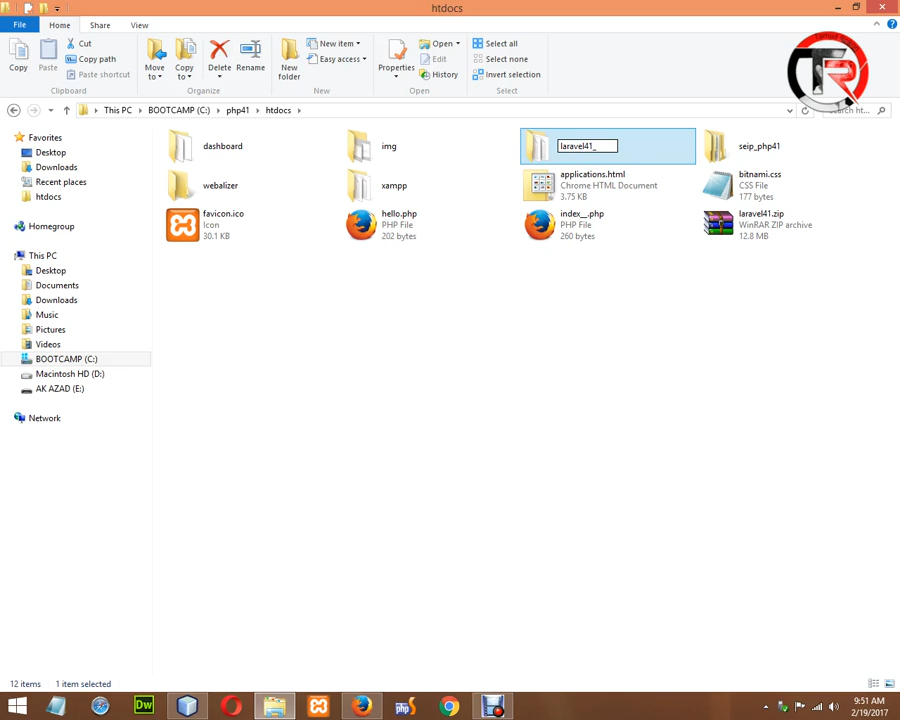 htdocs
File Home Share View
Copy
Paste
Cut
Copy path
Paste shortcut
Clipboard
Move to
Copy to
Delete
Rename
Organize
New folder
New item
Easy access
New
Properties
Open
Edit
History
Open
Select all
Select none
Invert selection
Select
This PC BOOTCAMP (C:) php41 htdocs
Favorites
Desktop
Downloads
Recent places
htdocs
Homegroup
This PC
Desktop
Documents
Downloads
Music
Pictures
Videos
BOOTCAMP (C:)
Macintosh HD (D:)
AK AZAD (E:)
Network
dashboard
img
laravel41_
seip_php41
webalizer
xampp
applications.html
Chrome HTML Document
3.75 KB
bitnami.css
CSS File
177 bytes
favicon.ico
Icon
30.1 KB
hello.php
PHP File
202 bytes
index__.php
PHP File
260 bytes
laravel41.zip
WinRAR ZIP archive
12.8 MB
12 items 1 item selected
Dw
php
9:51 AM
2/19/2017